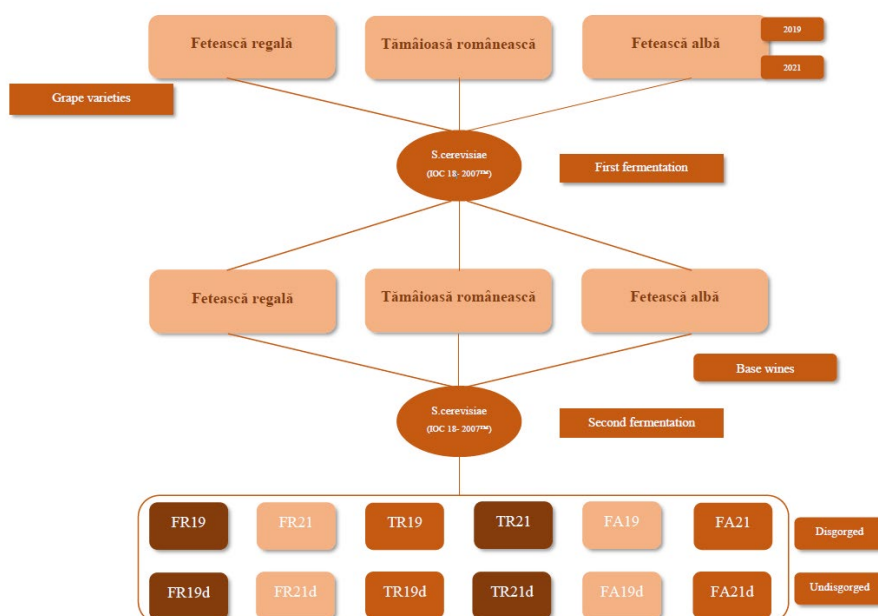 Fetească regală
Tămâioasă românească
Fetească albă
2019
2021
Grape varieties
S.cerevisiae
(IOC 18- 2007™)
First fermentation
Fetească regală
Tămâioasă românească
Fetească albă
Base wines
S.cerevisiae
(IOC 18- 2007™)
Second fermentation
FR19
FR21
TR19
TR21
FA19
FA21
Disgorged
FR19d
FR21d
TR19d
TR21d
FA19d
FA21d
Undisgorged